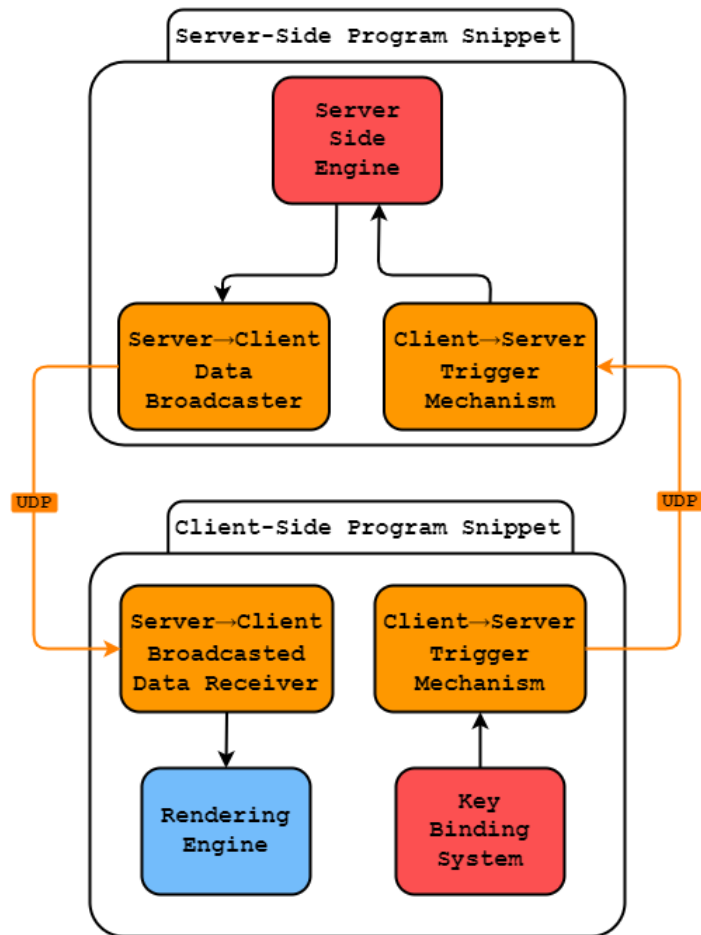 Server-Side Program Snippet
Server
Side
Engine
Server→Client
Data
Broadcaster
Client→Server
Trigger
Mechanism
UDP
UDP
Client-Side Program Snippet
Server→Client
Broadcasted
Data Receiver
Client→Server
Trigger
Mechanism
Rendering
Engine
Key
Binding
System